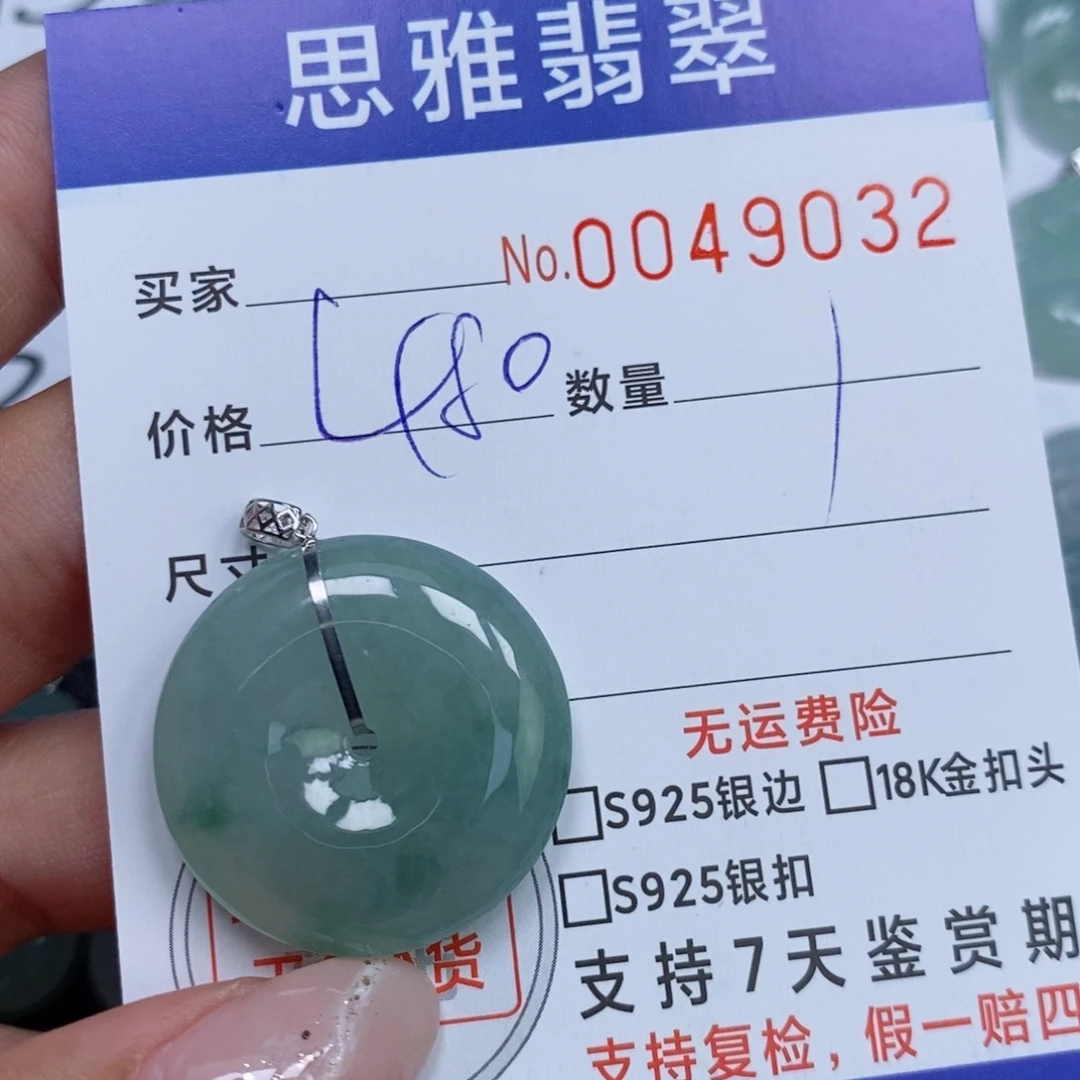 思雅翡翠
买家 No.0049032
价格 数量 1
尺寸
无运费险
□S925银边 □18K金扣头
□S925银扣
支持7天鉴赏期
支持复检,假一赔四
货